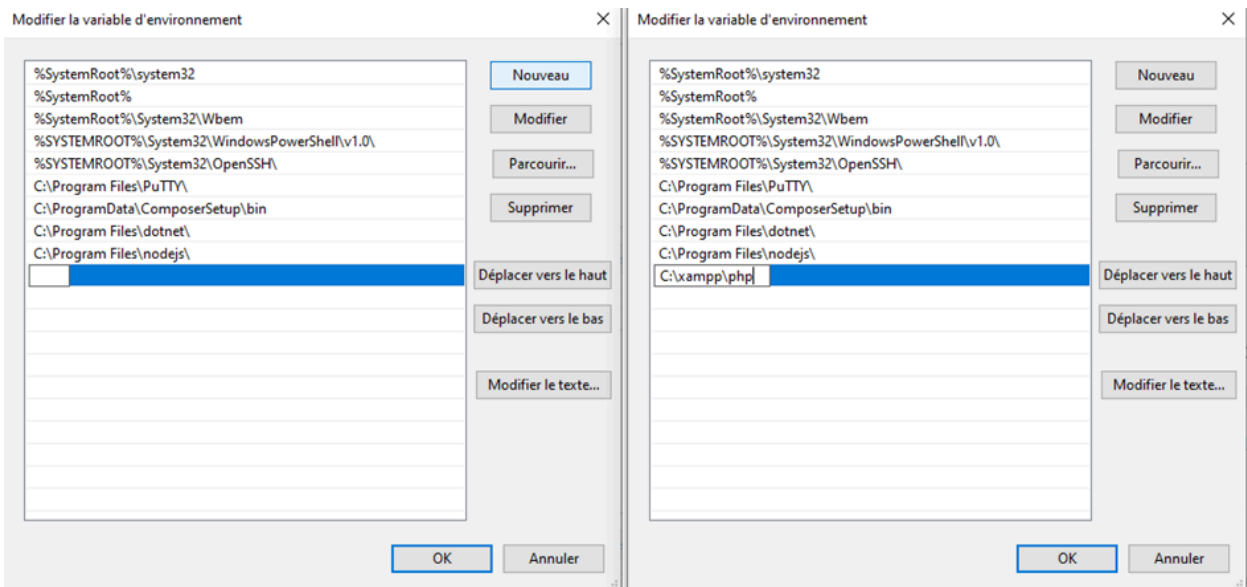 Modifier la variable d'environnement
%SystemRoot%\system32
%SystemRoot%
%SystemRoot%\System32\Wbem
%SYSTEMROOT%\System32\WindowsPowerShell\v1.0\
%SYSTEMROOT%\System32\OpenSSH\
C:\Program Files\PuTTY\
C:\ProgramData\ComposerSetup\bin
C:\Program Files\dotnet\
C:\Program Files\nodejs\
Nouveau
Modifier
Parcourir...
Supprimer
Déplacer vers le haut
Déplacer vers le bas
Modifier le texte...
OK
Annuler
Modifier la variable d'environnement
%SystemRoot%\system32
%SystemRoot%
%SystemRoot%\System32\Wbem
%SYSTEMROOT%\System32\WindowsPowerShell\v1.0\
%SYSTEMROOT%\System32\OpenSSH\
C:\Program Files\PuTTY\
C:\ProgramData\ComposerSetup\bin
C:\Program Files\dotnet\
C:\Program Files\nodejs\
C:\xampp\php
Nouveau
Modifier
Parcourir...
Supprimer
Déplacer vers le haut
Déplacer vers le bas
Modifier le texte...
OK
Annuler